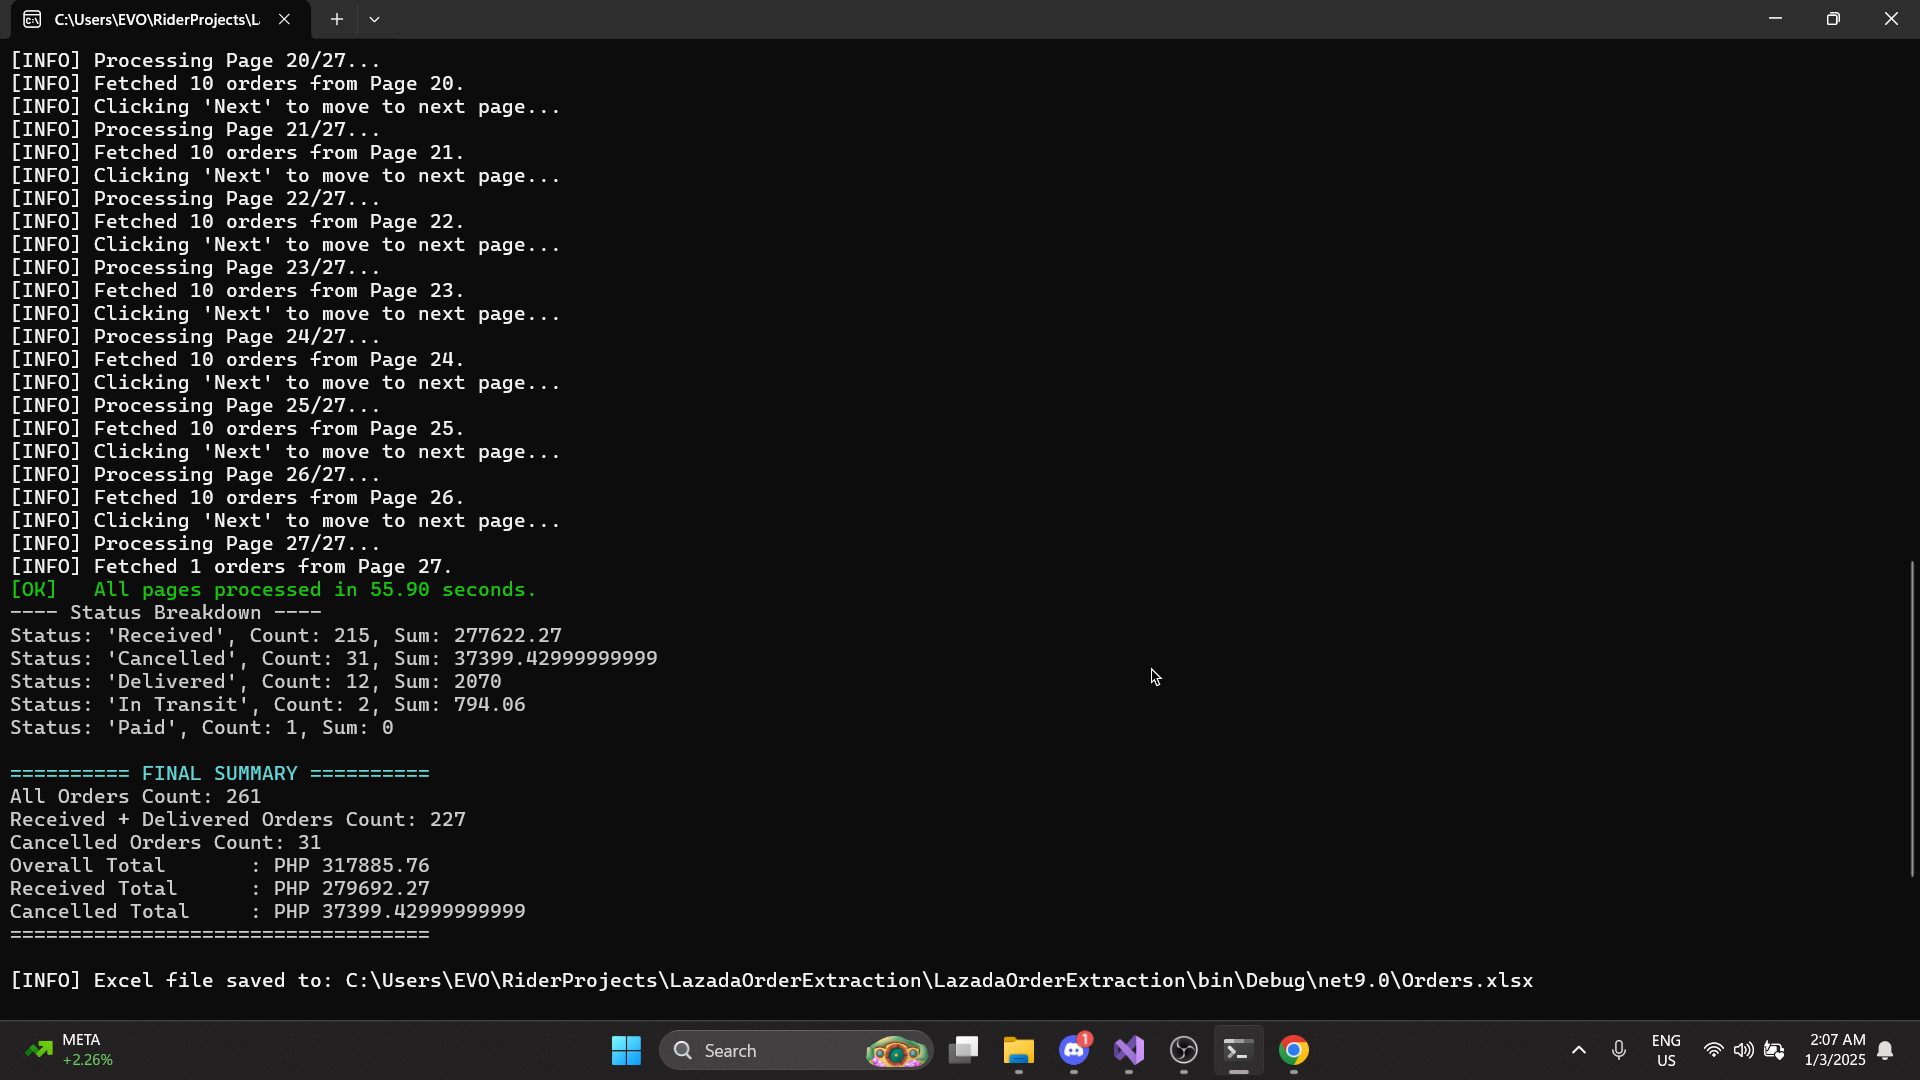 C:\Users\EVO\RiderProjects\L
[INFO] Processing Page 20/27...
[INFO] Fetched 10 orders from Page 20.
[INFO] Clicking 'Next' to move to next page...
[INFO] Processing Page 21/27...
[INFO] Fetched 10 orders from Page 21.
[INFO] Clicking 'Next' to move to next page...
[INFO] Processing Page 22/27...
[INFO] Fetched 10 orders from Page 22.
[INFO] Clicking 'Next' to move to next page...
[INFO] Processing Page 23/27...
[INFO] Fetched 10 orders from Page 23.
[INFO] Clicking 'Next' to move to next page...
[INFO] Processing Page 24/27...
[INFO] Fetched 10 orders from Page 24.
[INFO] Clicking 'Next' to move to next page...
[INFO] Processing Page 25/27...
[INFO] Fetched 10 orders from Page 25.
[INFO] Clicking 'Next' to move to next page...
[INFO] Processing Page 26/27...
[INFO] Fetched 10 orders from Page 26.
[INFO] Clicking 'Next' to move to next page...
[INFO] Processing Page 27/27...
[INFO] Fetched 1 orders from Page 27.
[OK]   All pages processed in 55.90 seconds.
---- Status Breakdown ----
Status: 'Received', Count: 215, Sum: 277622.27
Status: 'Cancelled', Count: 31, Sum: 37399.42999999999
Status: 'Delivered', Count: 12, Sum: 2070
Status: 'In Transit', Count: 2, Sum: 794.06
Status: 'Paid', Count: 1, Sum: 0
========== FINAL SUMMARY ==========
All Orders Count: 261
Received + Delivered Orders Count: 227
Cancelled Orders Count: 31
Overall Total       : PHP 317885.76
Received Total      : PHP 279692.27
Cancelled Total     : PHP 37399.42999999999
===================================
[INFO] Excel file saved to: C:\Users\EVO\RiderProjects\LazadaOrderExtraction\LazadaOrderExtraction\bin\Debug\net9.0\Orders.xlsx
META
+2.26%
Search
1
ENG
US
2:07 AM
1/3/2025